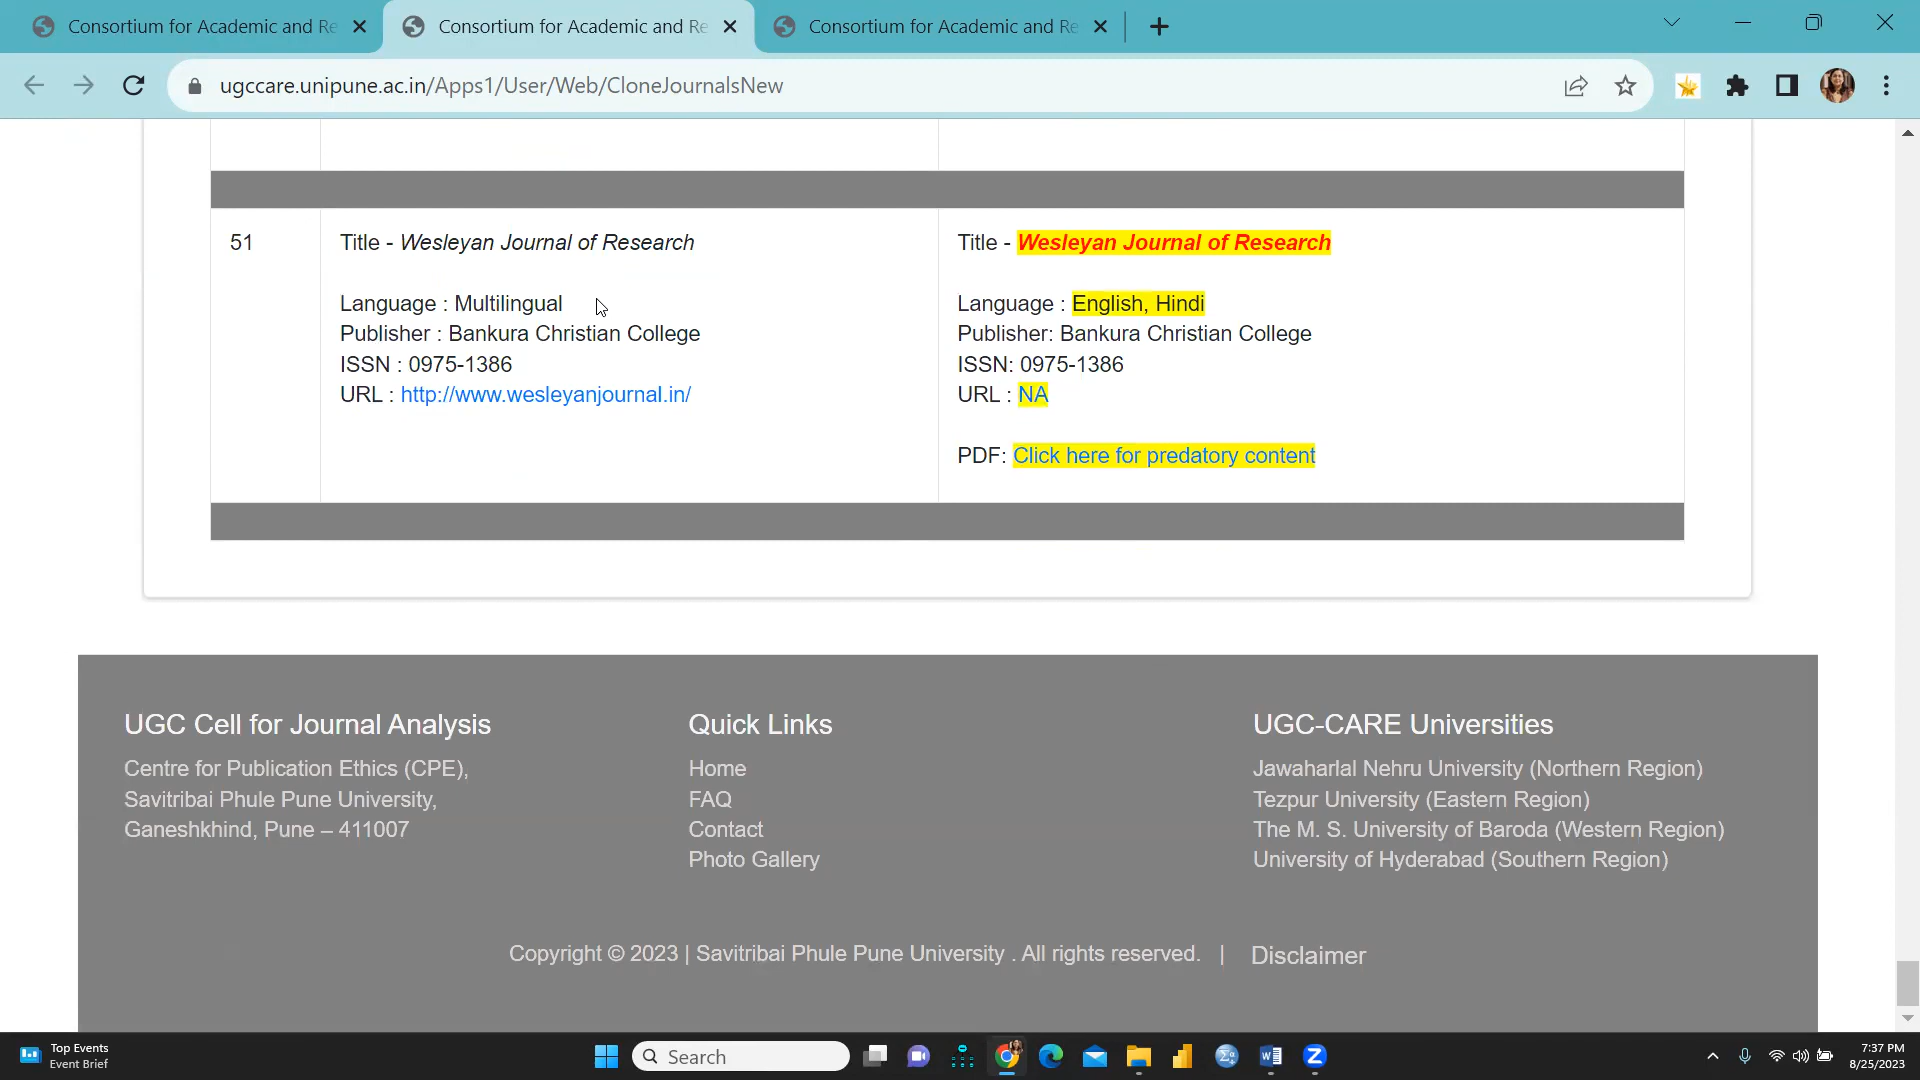 Consortium for Academic and Re
Consortium for Academic and Re
Consortium for Academic and Re
ugccare.unipune.ac.in/Apps1/User/Web/CloneJournalsNew
51
Title - Wesleyan Journal of Research
Language : Multilingual
Publisher : Bankura Christian College
ISSN : 0975-1386
URL : http://www.wesleyanjournal.in/
Title - Wesleyan Journal of Research
Language : English, Hindi
Publisher: Bankura Christian College
ISSN: 0975-1386
URL : NA
PDF: Click here for predatory content
UGC Cell for Journal Analysis
Centre for Publication Ethics (CPE),
Savitribai Phule Pune University,
Ganeshkhind, Pune – 411007
Quick Links
Home
FAQ
Contact
Photo Gallery
UGC-CARE Universities
Jawaharlal Nehru University (Northern Region)
Tezpur University (Eastern Region)
The M. S. University of Baroda (Western Region)
University of Hyderabad (Southern Region)
Copyright © 2023 | Savitribai Phule Pune University . All rights reserved. | Disclaimer
Top Events
Event Brief
Search
7:37 PM
8/25/2023